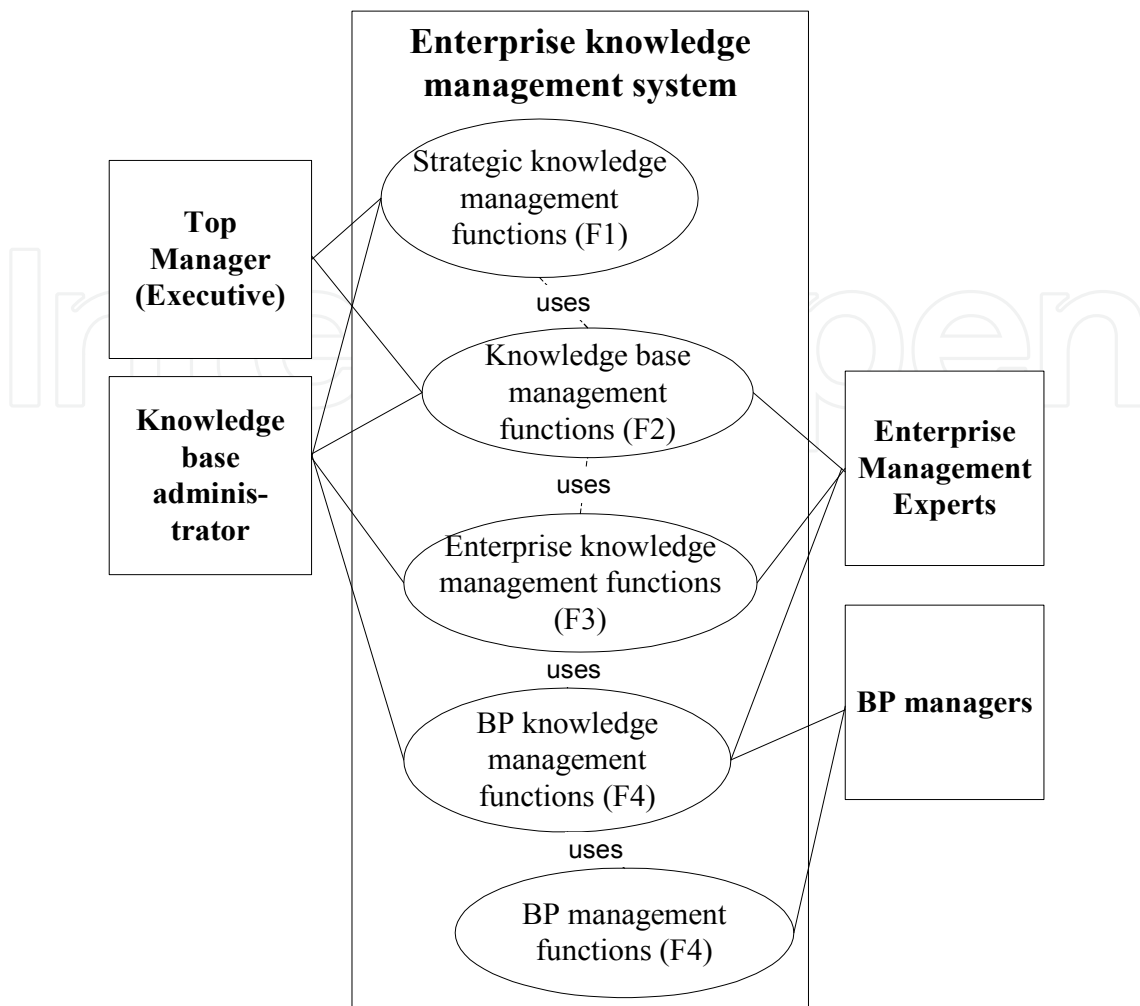 Enterprise knowledge
management system
Strategic knowledge
management
functions (F1)
Top
Manager
(Executive)
uses
Knowledge base
management
functions (F2)
Knowledge
base
adminis-
trator
Enterprise
Management
Experts
uses
Enterprise knowledge
management functions
(F3)
uses
BP knowledge
management
functions (F4)
BP managers
uses
BP management
functions (F4)